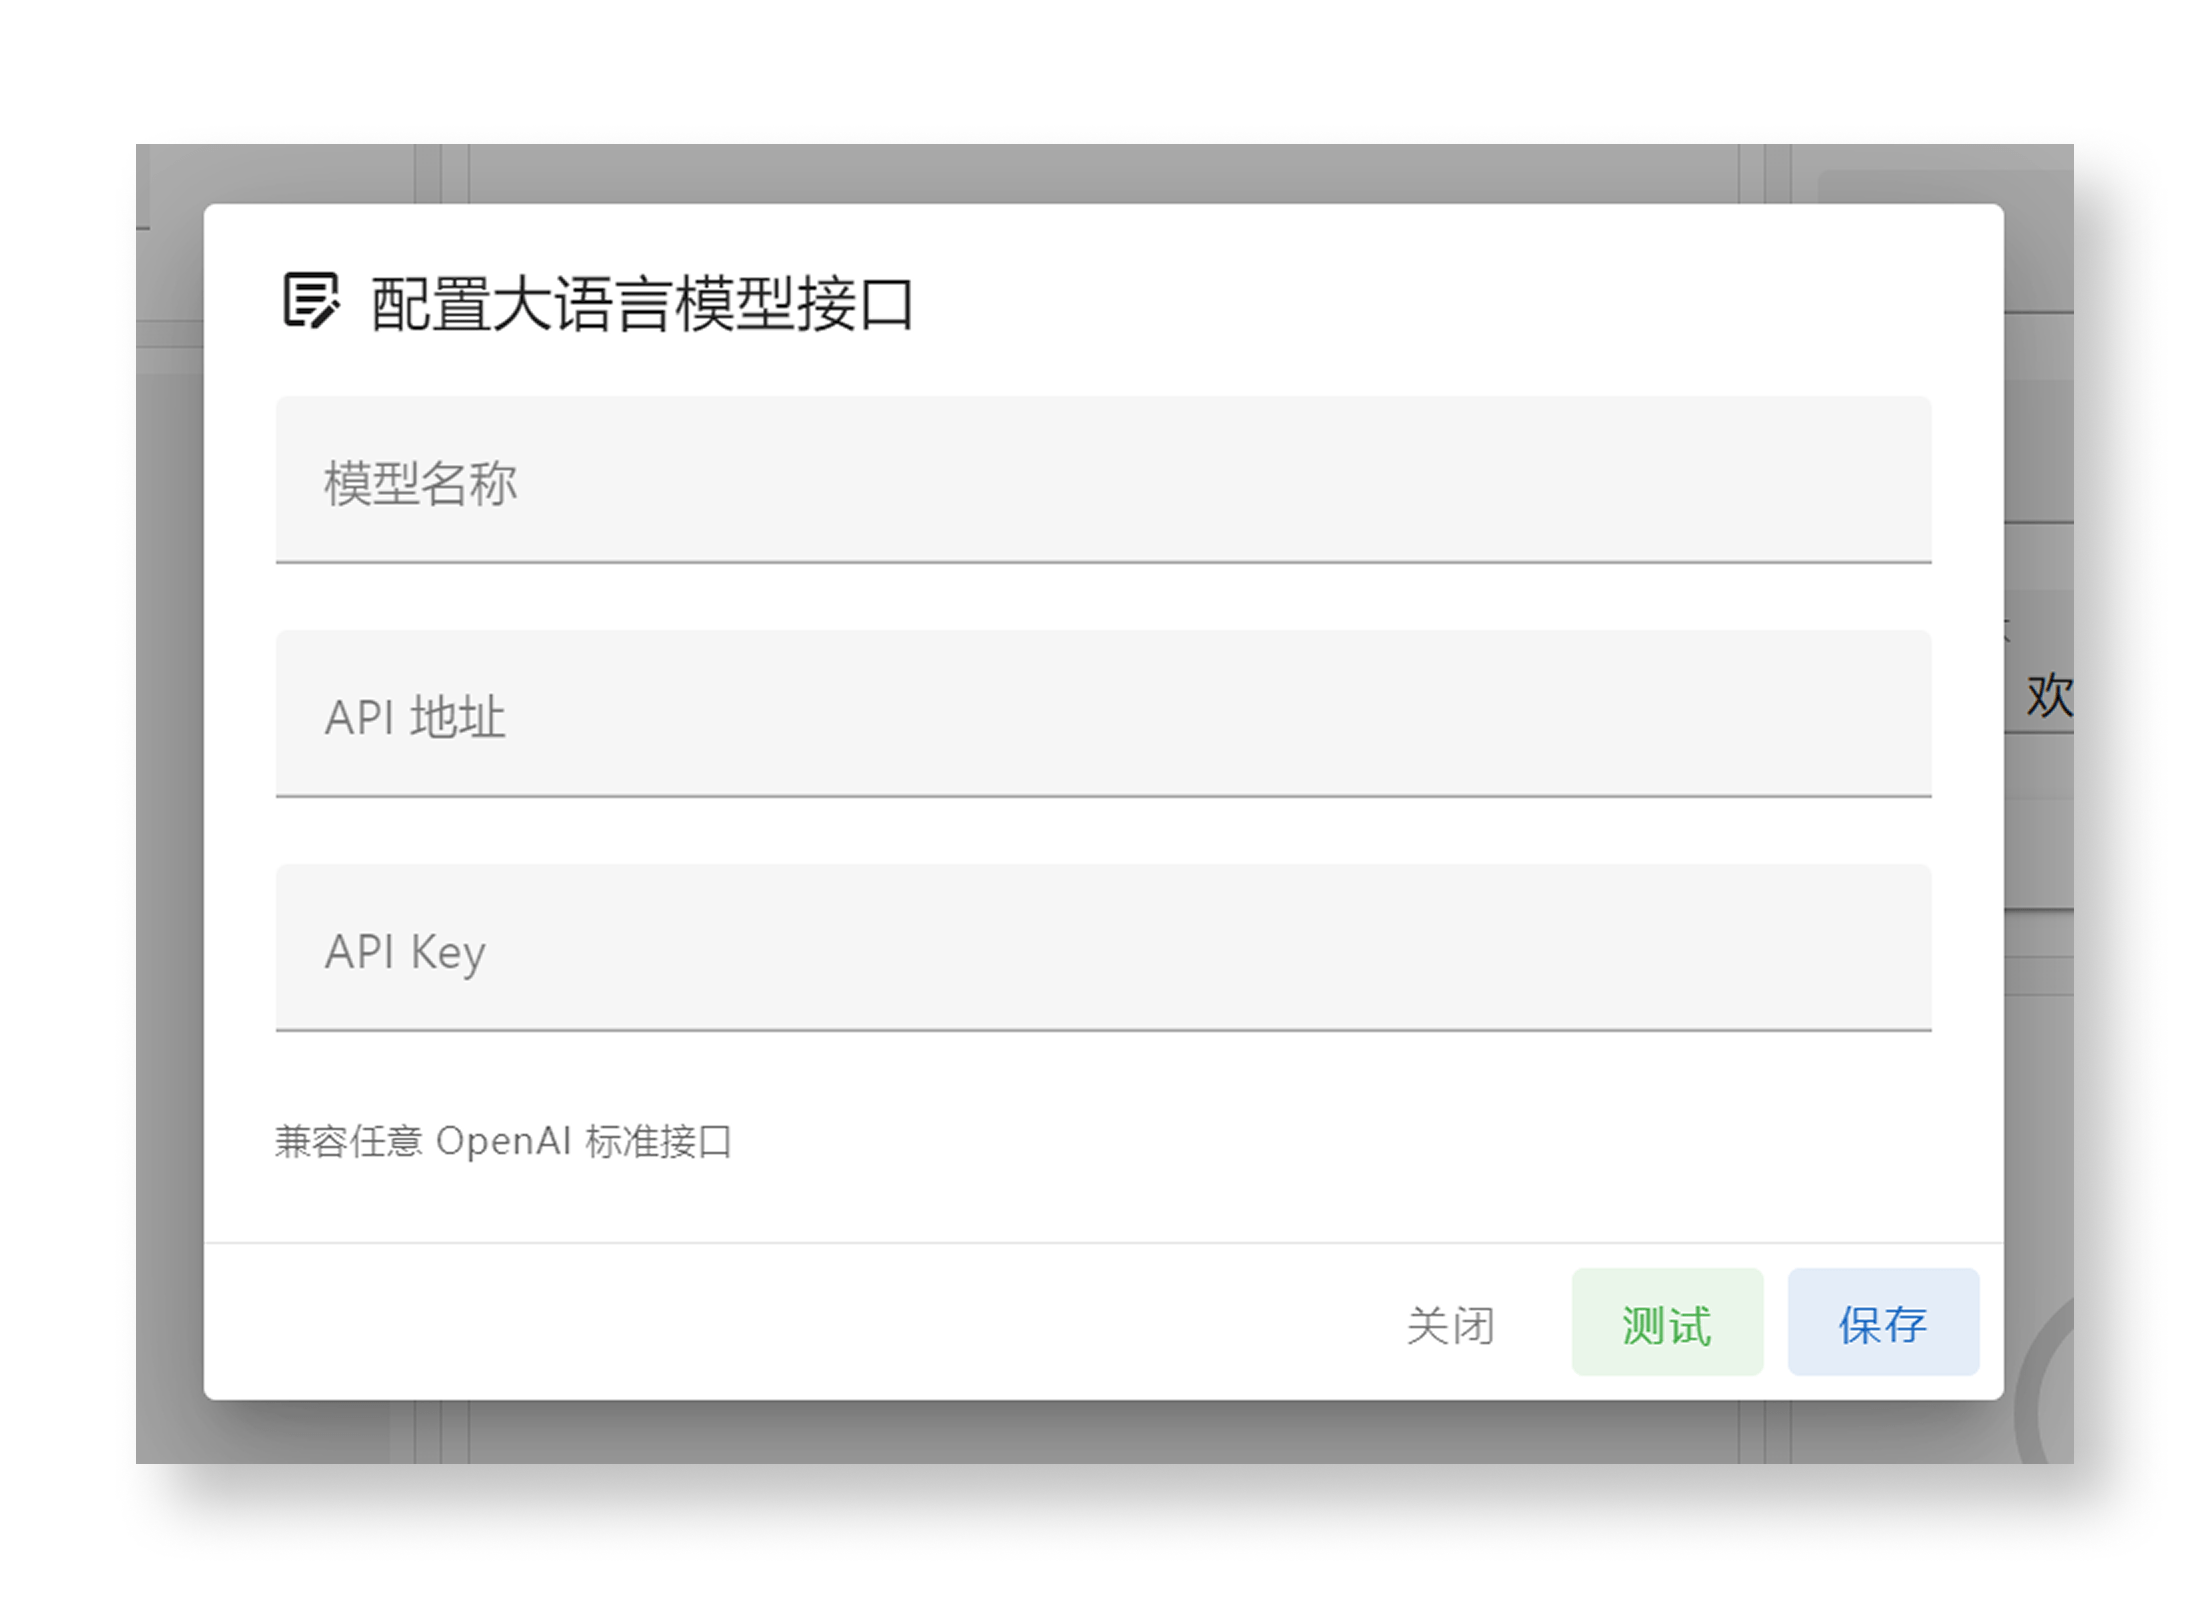 配置大语言模型接口
模型名称
API 地址
欢
API Key
兼容任意 OpenAI 标准接口
关闭
测试
保存